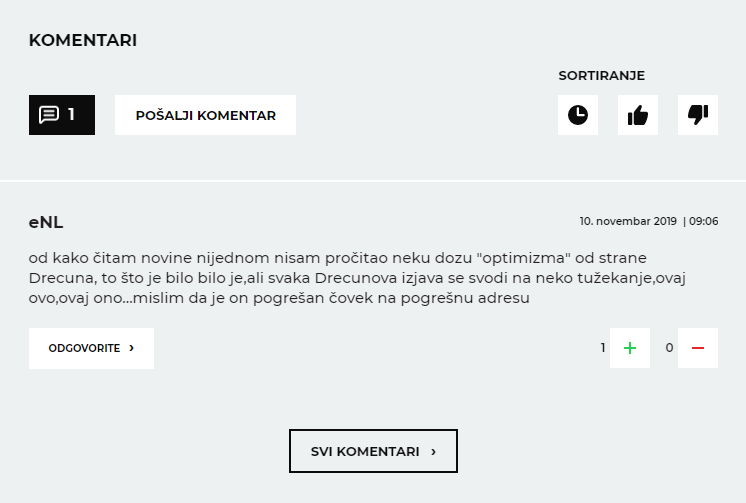 KOMENTARI
SORTIRANJE
1
POŠALJI KOMENTAR
eNL
10. novembar 2019 | 09:06
od kako čitam novine nijednom nisam pročitao neku dozu "optimizma" od strane
Drecuna, to što je bilo bilo je,ali svaka Drecunova izjava se svodi na neko tužekanje,ovaj
ovo,ovaj ono...mislim da je on pogrešan čovek na pogrešnu adresu
ODGOVORITE ›
1 +
0 −
SVI KOMENTARI ›